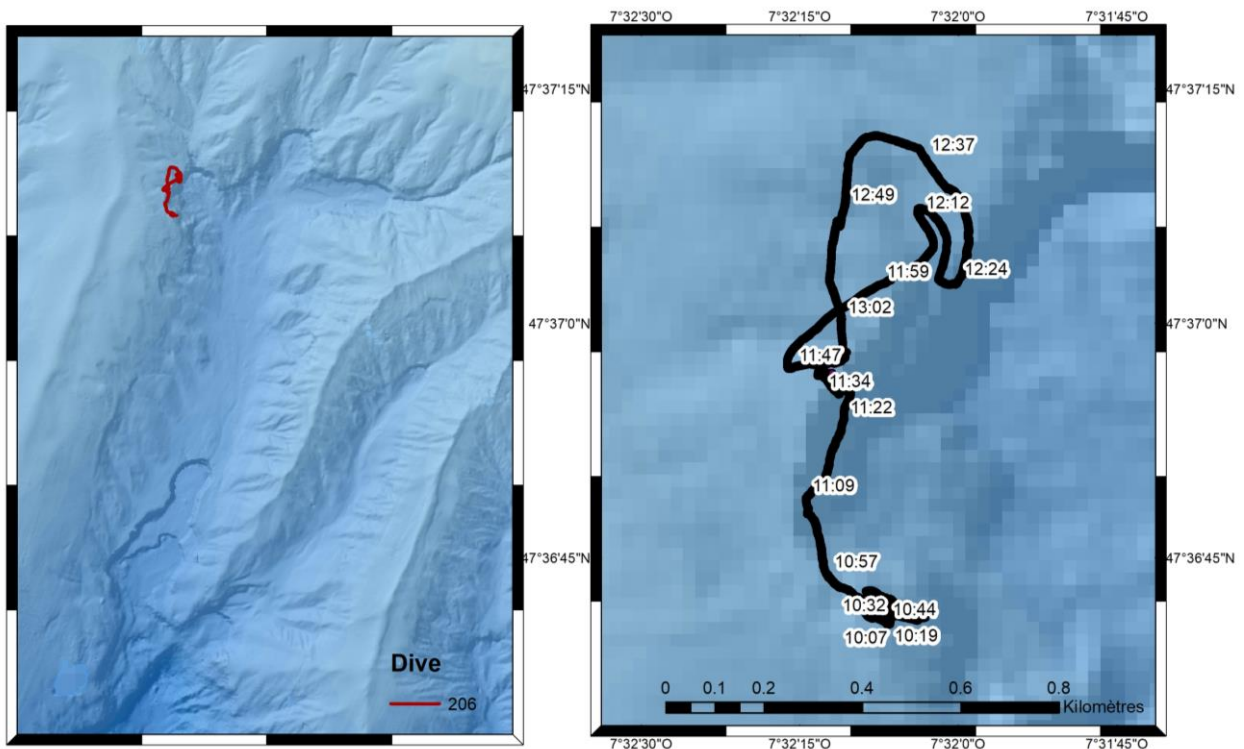 7°32'30"O 7°32'15"O 7°32'0"O 7°31'45"O
47°37'15"N 47°37'15"N
12:37
12:49
12:12
11:59
12:24
13:02
47°37'0"N 47°37'0"N
11:47
11:34
11:22
11:09
47°36'45"N 47°36'45"N
10:57
10:32 10:44
10:07 10:19
Dive
206
0 0.1 0.2 0.4 0.6 0.8
Kilomètres
7°32'30"O 7°32'15"O 7°32'0"O 7°31'45"O